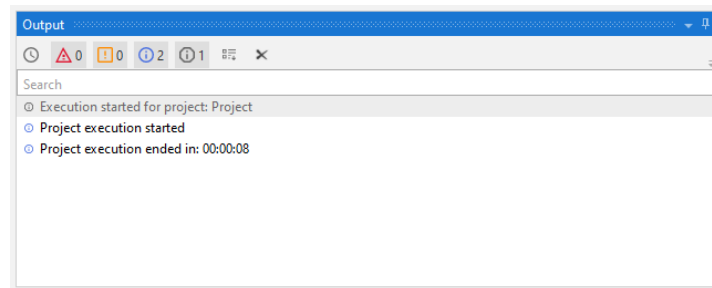 Output
0 0 2 1
Search
Execution started for project: Project
Project execution started
Project execution ended in: 00:00:08